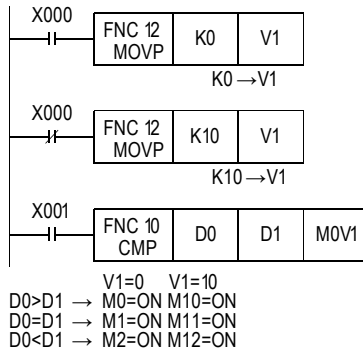 X000
FNC 12 MOVP K0 V1
K0 → V1
X000
FNC 12 MOVP K10 V1
K10 → V1
X001
FNC 10 CMP D0 D1 M0V1
V1=0 V1=10
D0>D1 → M0=ON M10=ON
D0=D1 → M1=ON M11=ON
D0<D1 → M2=ON M12=ON